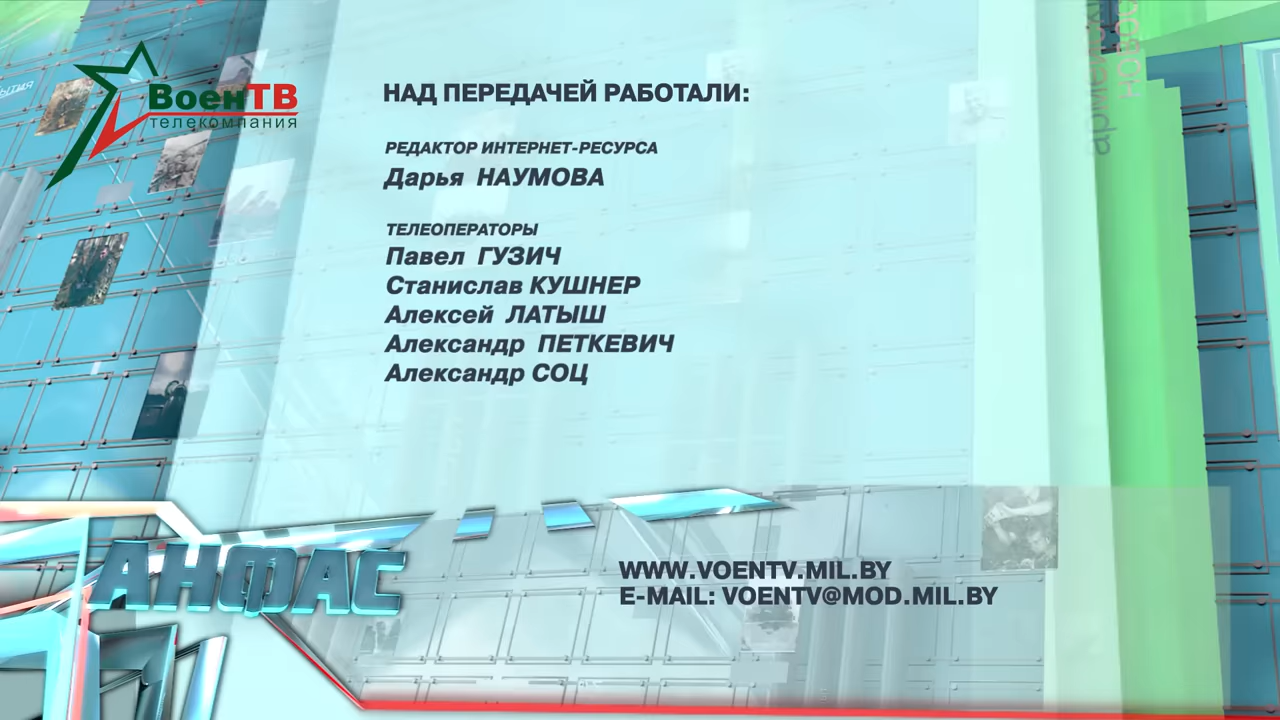 ВоенТВ
телекомпания
НАД ПЕРЕДАЧЕЙ РАБОТАЛИ:
РЕДАКТОР ИНТЕРНЕТ-РЕСУРСА
Дарья НАУМОВА
ТЕЛЕОПЕРАТОРЫ
Павел ГУЗИЧ
Станислав КУШНЕР
Алексей ЛАТЫШ
Александр ПЕТКЕВИЧ
Александр СОЦ
АНФАС
WWW.VOENTV.MIL.BY
E-MAIL: VOENTV@MOD.MIL.BY